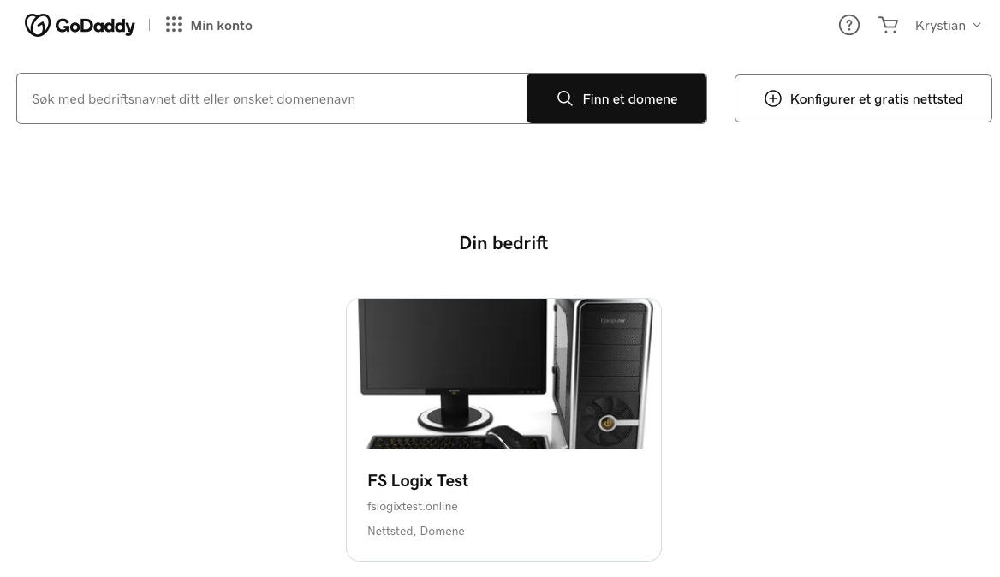 GoDaddy
Min konto
Krystian
Søk med bedriftsnavnet ditt eller ønsket domenenavn
Finn et domene
Konfigurer et gratis nettsted
Din bedrift
Computer
FS Logix Test
fslogixtest.online
Nettsted, Domene